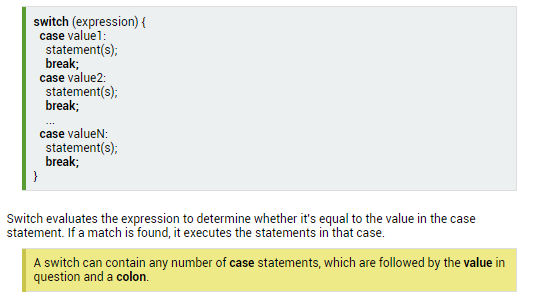 switch (expression) {
case value1:
statement(s);
break;
case value2:
statement(s);
break;
...
case valueN:
statement(s);
break;
}
Switch evaluates the expression to determine whether it's equal to the value in the case
statement. If a match is found, it executes the statements in that case.
A switch can contain any number of case statements, which are followed by the value in
question and a colon.